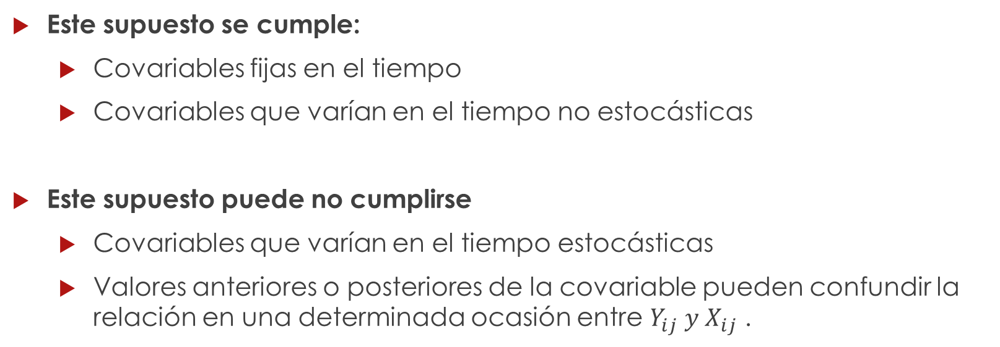 Este supuesto se cumple:
Covariables fijas en el tiempo
Covariables que varían en el tiempo no estocásticas
Este supuesto puede no cumplirse
Covariables que varían en el tiempo estocásticas
Valores anteriores o posteriores de la covariable pueden confundir la
relación en una determinada ocasión entre Y_{ij} y X_{ij} .